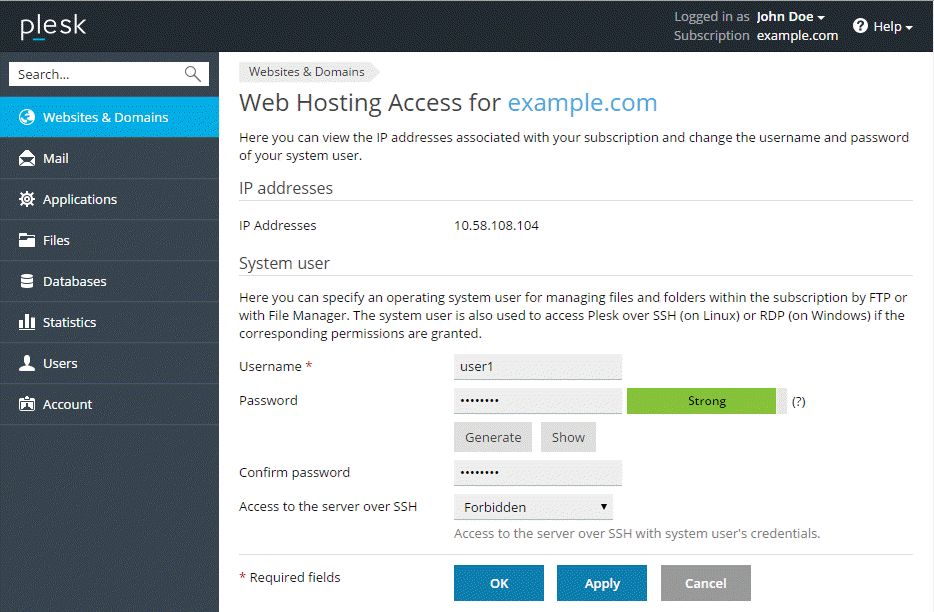 plesk
Logged in as John Doe
Subscription example.com
Help
Search...
Websites & Domains
Mail
Applications
Files
Databases
Statistics
Users
Account
Websites & Domains
Web Hosting Access for example.com
Here you can view the IP addresses associated with your subscription and change the username and password
of your system user.
IP addresses
IP Addresses 10.58.108.104
System user
Here you can specify an operating system user for managing files and folders within the subscription by FTP or
with File Manager. The system user is also used to access Plesk over SSH (on Linux) or RDP (on Windows) if the
corresponding permissions are granted.
Username * user1
Password •••••••• Strong (?)
Generate Show
Confirm password ••••••••
Access to the server over SSH Forbidden
Access to the server over SSH with system user's credentials.
* Required fields OK Apply Cancel